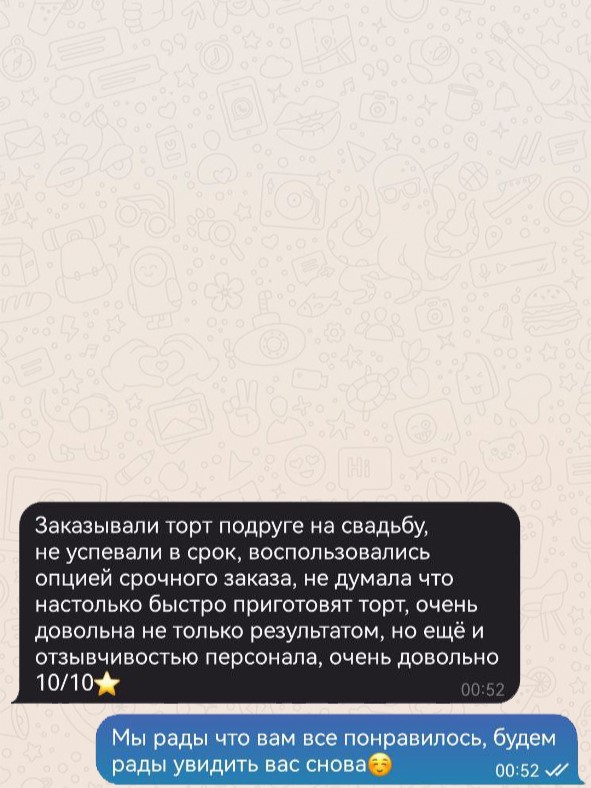 Hi
Заказывали торт подруге на свадьбу,
не успевали в срок, воспользовались
опцией срочного заказа, не думала что
настолько быстро приготовят торт, очень
довольна не только результатом, но ещё и
отзывчивостью персонала, очень довольно
10/10⭐
00:52
Мы рады что вам все понравилось, будем
рады увидить вас снова☺️
00:52